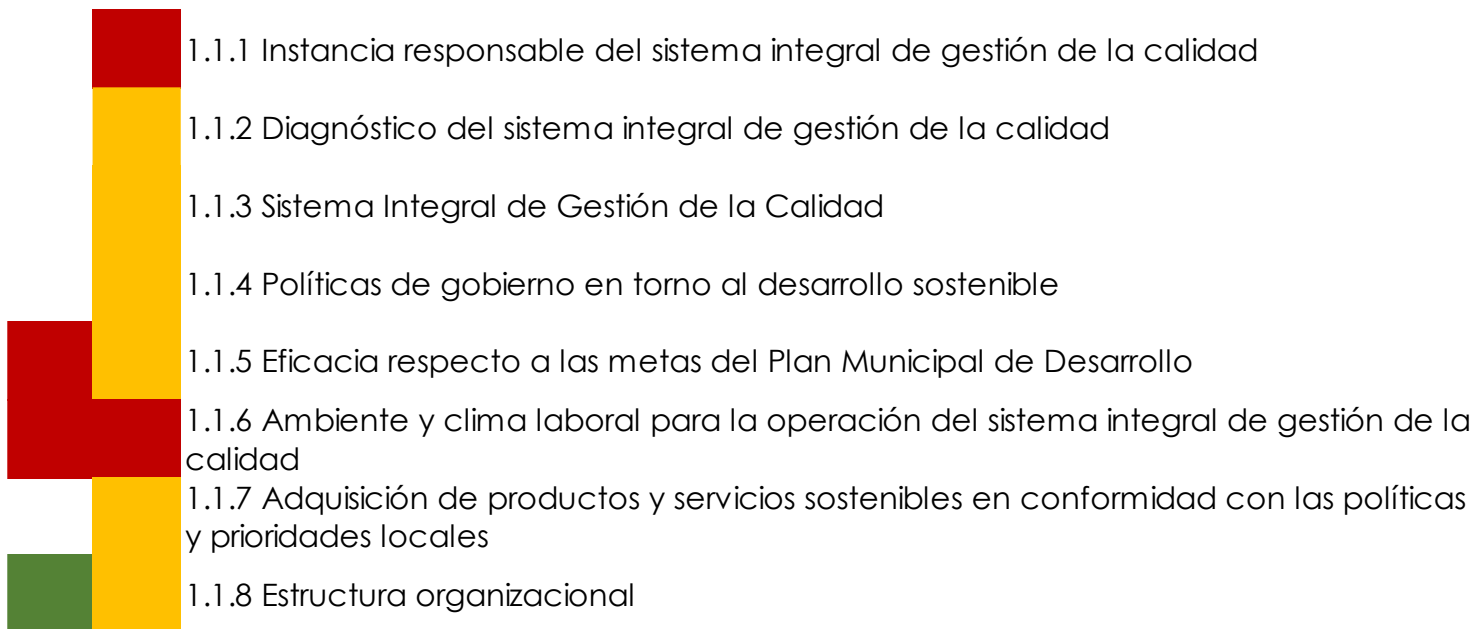 1.1.1 Instancia responsable del sistema integral de gestión de la calidad
1.1.2 Diagnóstico del sistema integral de gestión de la calidad
1.1.3 Sistema Integral de Gestión de la Calidad
1.1.4 Políticas de gobierno en torno al desarrollo sostenible
1.1.5 Eficacia respecto a las metas del Plan Municipal de Desarrollo
1.1.6 Ambiente y clima laboral para la operación del sistema integral de gestión de la
calidad
1.1.7 Adquisición de productos y servicios sostenibles en conformidad con las políticas
y prioridades locales
1.1.8 Estructura organizacional